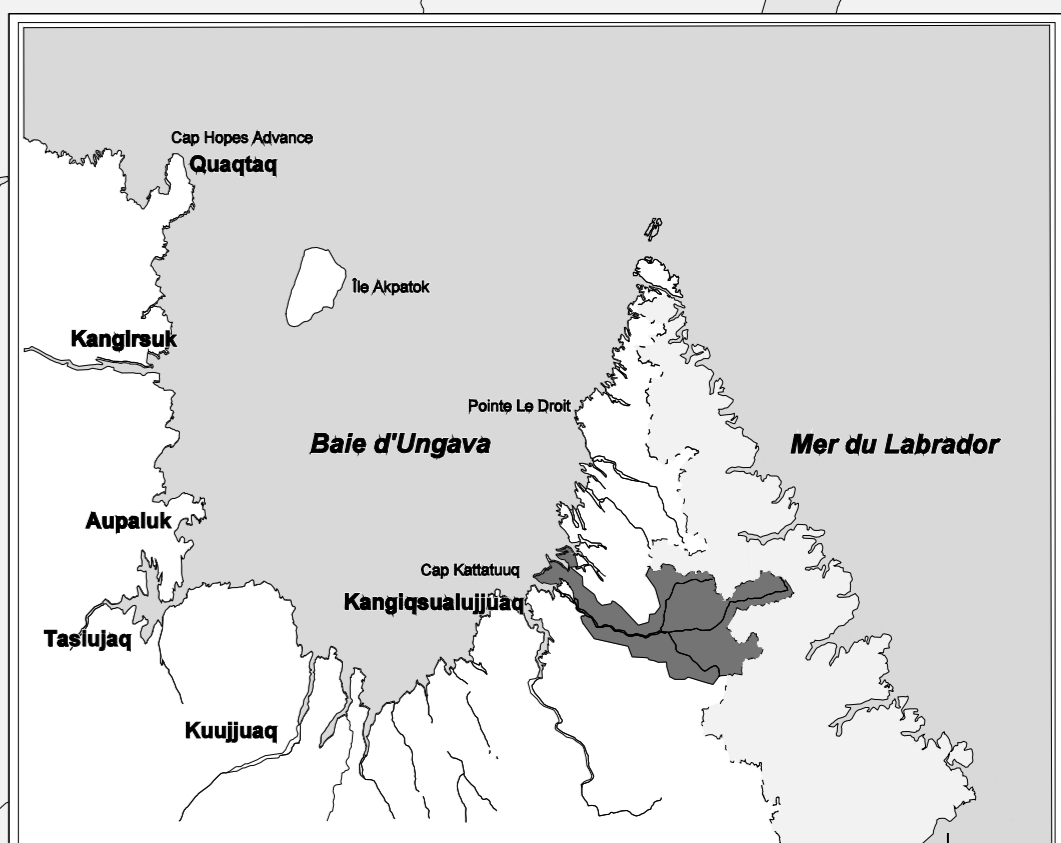 Cap Hopes Advance
Quaqtaq
Île Akpatok
Kangirsuk
Pointe Le Droit
Baie d'Ungava
Mer du Labrador
Aupaluk
Cap Kattatuuq
Kangiqsualujjuaq
Tasiujaq
Kuujjuaq